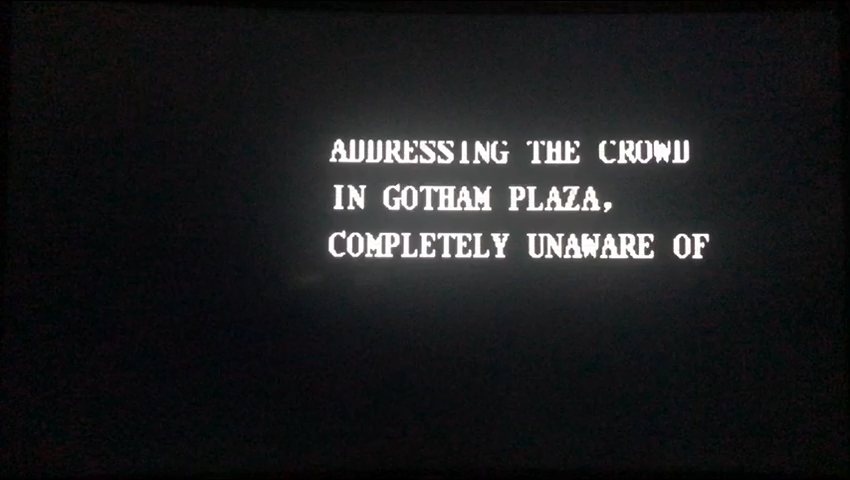 ADDRESSING THE CROWD
IN GOTHAM PLAZA,
COMPLETELY UNAWARE OF